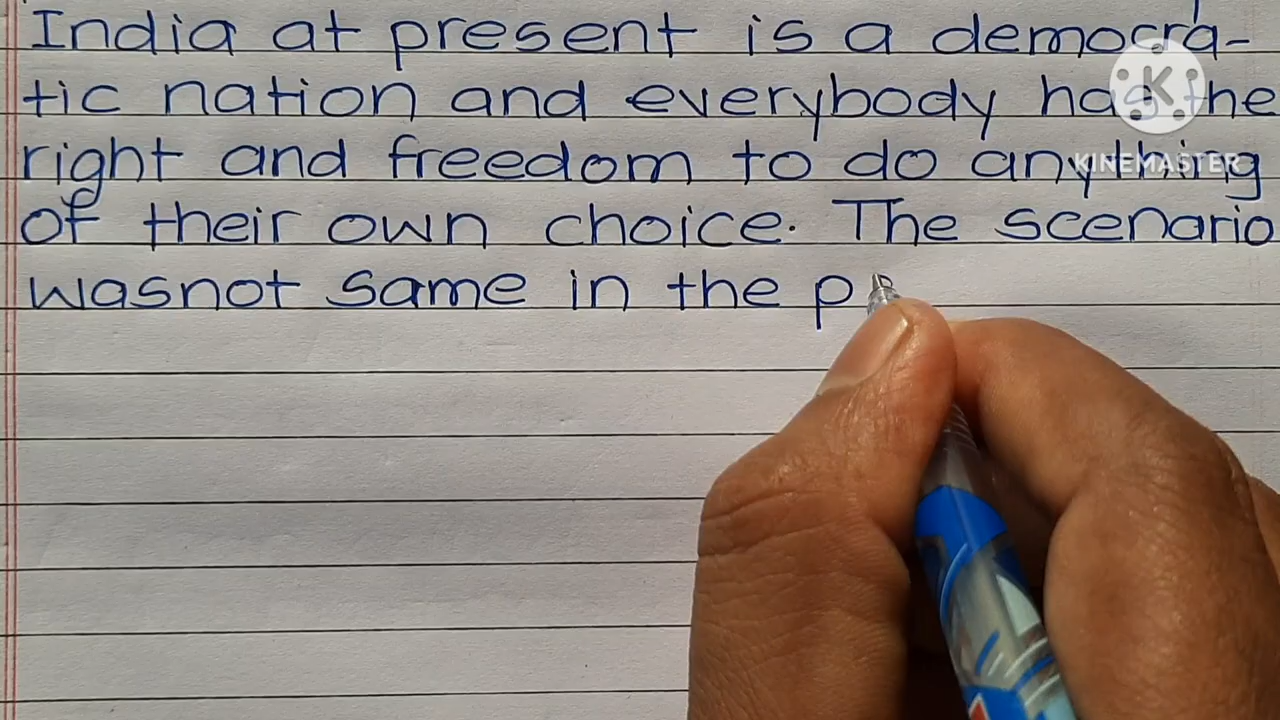 India at present is a democra-
tic nation and everybody has the
right and freedom to do anything
of their own choice. The scenario
wasnot same in the p
KINEMASTER